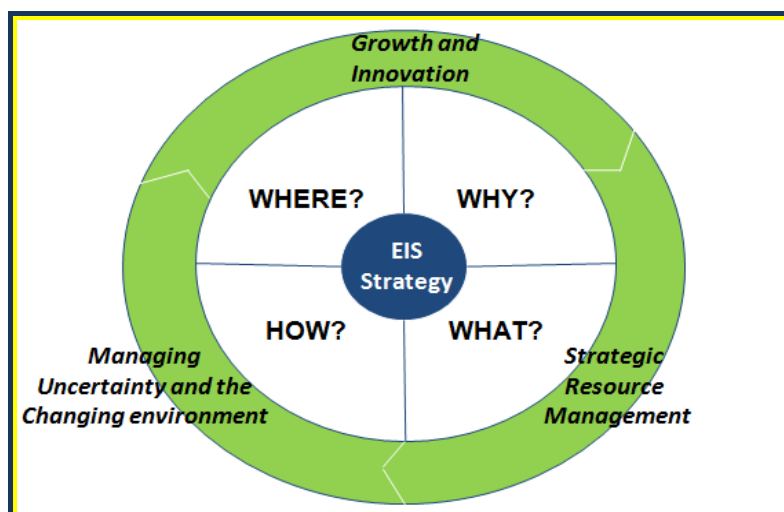 Growth and
Innovation
WHERE?
WHY?
EIS
Strategy
HOW?
WHAT?
Managing
Uncertainty and the
Changing environment
Strategic
Resource
Management